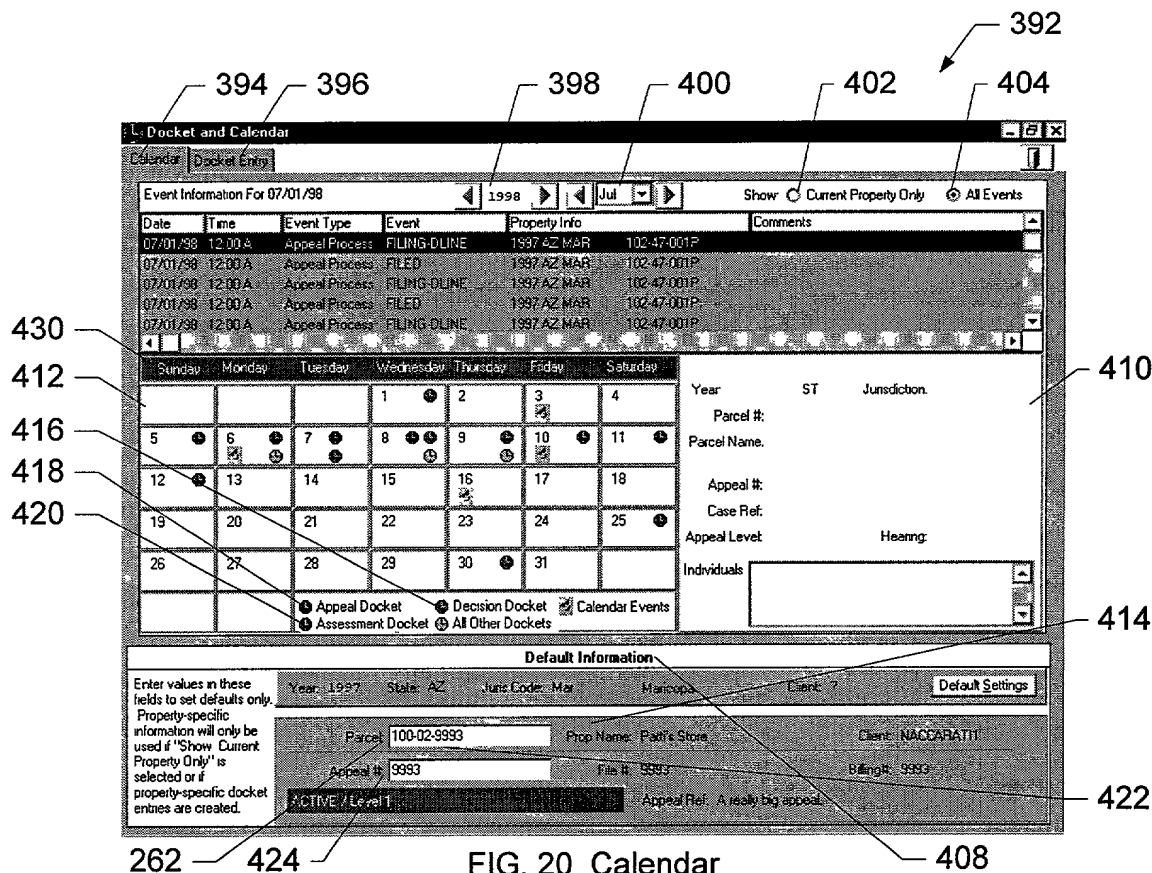 392
394 396 398 400 402 404
Docket and Calendar
Calendar Docket Entry
Event Information For 07/01/98 1998 Jul Show Current Property Only All Events
Date Time Event Type Event Property Info Comments
07/01/98 12:00 A Appeal Process FILING-DLINE 1997 AZ MAR 102-47-001P
07/01/98 12:00 A Appeal Process FILED 1997 AZ MAR 102-47-001P
07/01/98 12:00 A Appeal Process FILING-DLINE 1997 AZ MAR 102-47-001P
07/01/98 12:00 A Appeal Process FILED 1997 AZ MAR 102-47-001P
07/01/98 12:00 A Appeal Process FILING-DLINE 1997 AZ MAR 102-47-001P
430
412
416
418
420
Sunday Monday Tuesday Wednesday Thursday Friday Saturday
1 2 3 4
5 6 7 8 9 10 11
12 13 14 15 16 17 18
19 20 21 22 23 24 25
26 27 28 29 30 31
Appeal Docket Decision Docket Calendar Events
Assessment Docket All Other Dockets
410
Year ST Jurisdiction.
Parcel #:
Parcel Name.
Appeal #:
Case Ref:
Appeal Level: Hearing:
Individuals
414
Default Information
Enter values in these
fields to set defaults only.
Property-specific
information will only be
used if "Show Current
Property Only" is
selected or if
property-specific docket
entries are created.
Year: 1997 State: AZ Juris Code: Mar Maricopa Client: 7 Default Settings
Parcel: 100-02-9993 Prop Name: Patti's Store Client: NACCARATI1
Appeal #: 9993 File #: 9993 Billing#: 9993
ACTIVE / Level 1 Appeal Ref: A really big appeal.
422
262 424 408
FIG. 20 Calendar